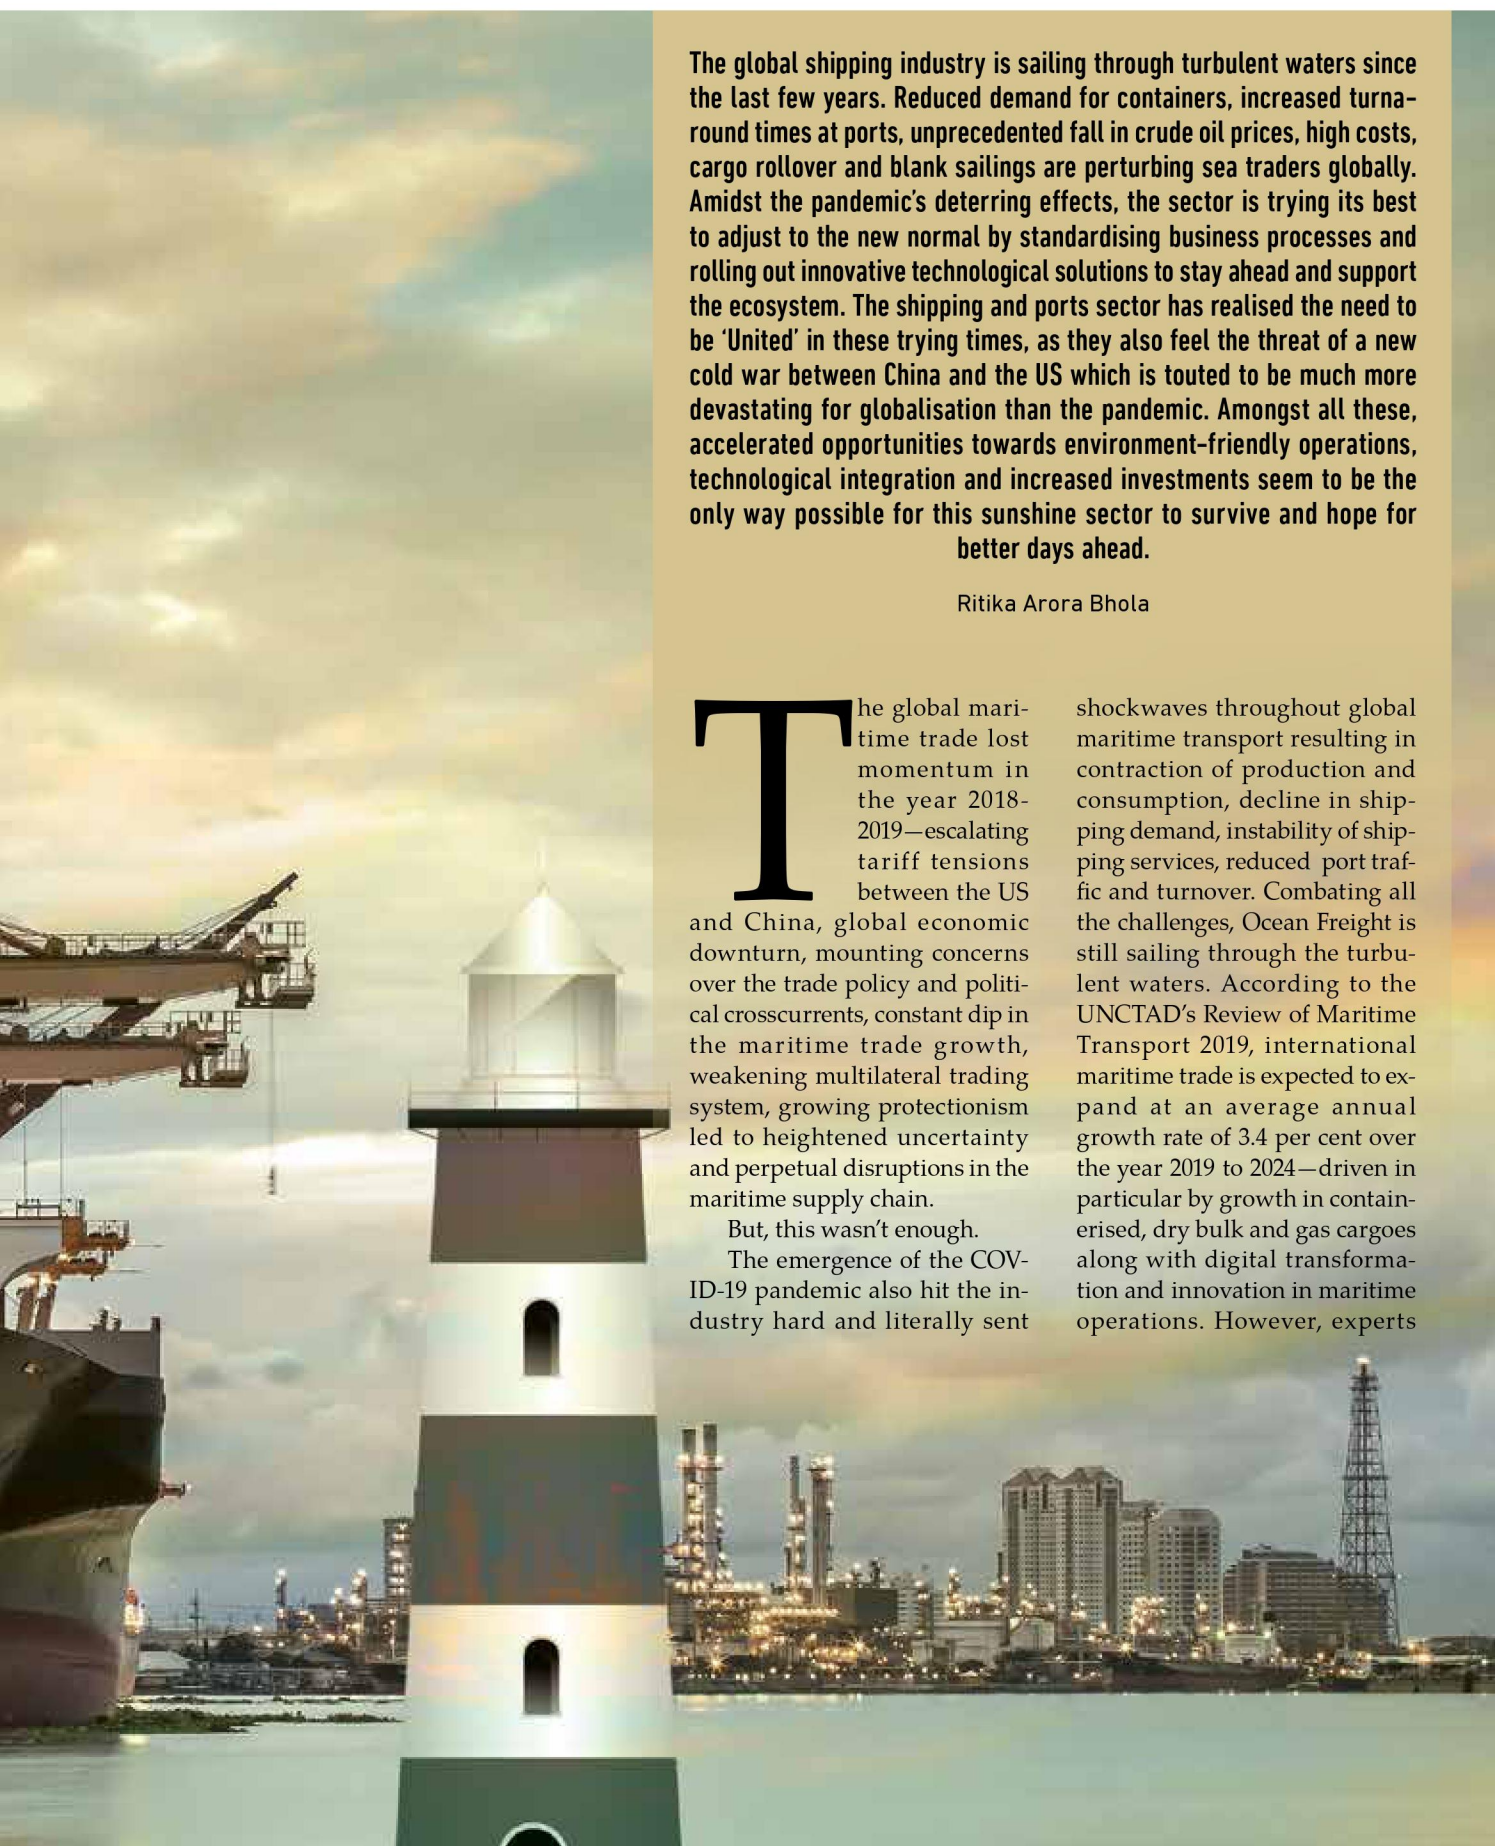 The global shipping industry is sailing through turbulent waters since
the last few years. Reduced demand for containers, increased turna-
round times at ports, unprecedented fall in crude oil prices, high costs,
cargo rollover and blank sailings are perturbing sea traders globally.
Amidst the pandemic's deterring effects, the sector is trying its best
to adjust to the new normal by standardising business processes and
rolling out innovative technological solutions to stay ahead and support
the ecosystem. The shipping and ports sector has realised the need to
be 'United' in these trying times, as they also feel the threat of a new
cold war between China and the US which is touted to be much more
devastating for globalisation than the pandemic. Amongst all these,
accelerated opportunities towards environment-friendly operations,
technological integration and increased investments seem to be the
only way possible for this sunshine sector to survive and hope for
better days ahead.
Ritika Arora Bhola
The global mari-
time trade lost
momentum in
the year 2018-
2019—escalating
tariff tensions
between the US
and China, global economic
downturn, mounting concerns
over the trade policy and politi-
cal crosscurrents, constant dip in
the maritime trade growth,
weakening multilateral trading
system, growing protectionism
led to heightened uncertainty
and perpetual disruptions in the
maritime supply chain.
But, this wasn't enough.
The emergence of the COV-
ID-19 pandemic also hit the in-
dustry hard and literally sent
shockwaves throughout global
maritime transport resulting in
contraction of production and
consumption, decline in ship-
ping demand, instability of ship-
ping services, reduced port traf-
fic and turnover. Combating all
the challenges, Ocean Freight is
still sailing through the turbu-
lent waters. According to the
UNCTAD's Review of Maritime
Transport 2019, international
maritime trade is expected to ex-
pand at an average annual
growth rate of 3.4 per cent over
the year 2019 to 2024—driven in
particular by growth in contain-
erised, dry bulk and gas cargoes
along with digital transforma-
tion and innovation in maritime
operations. However, experts